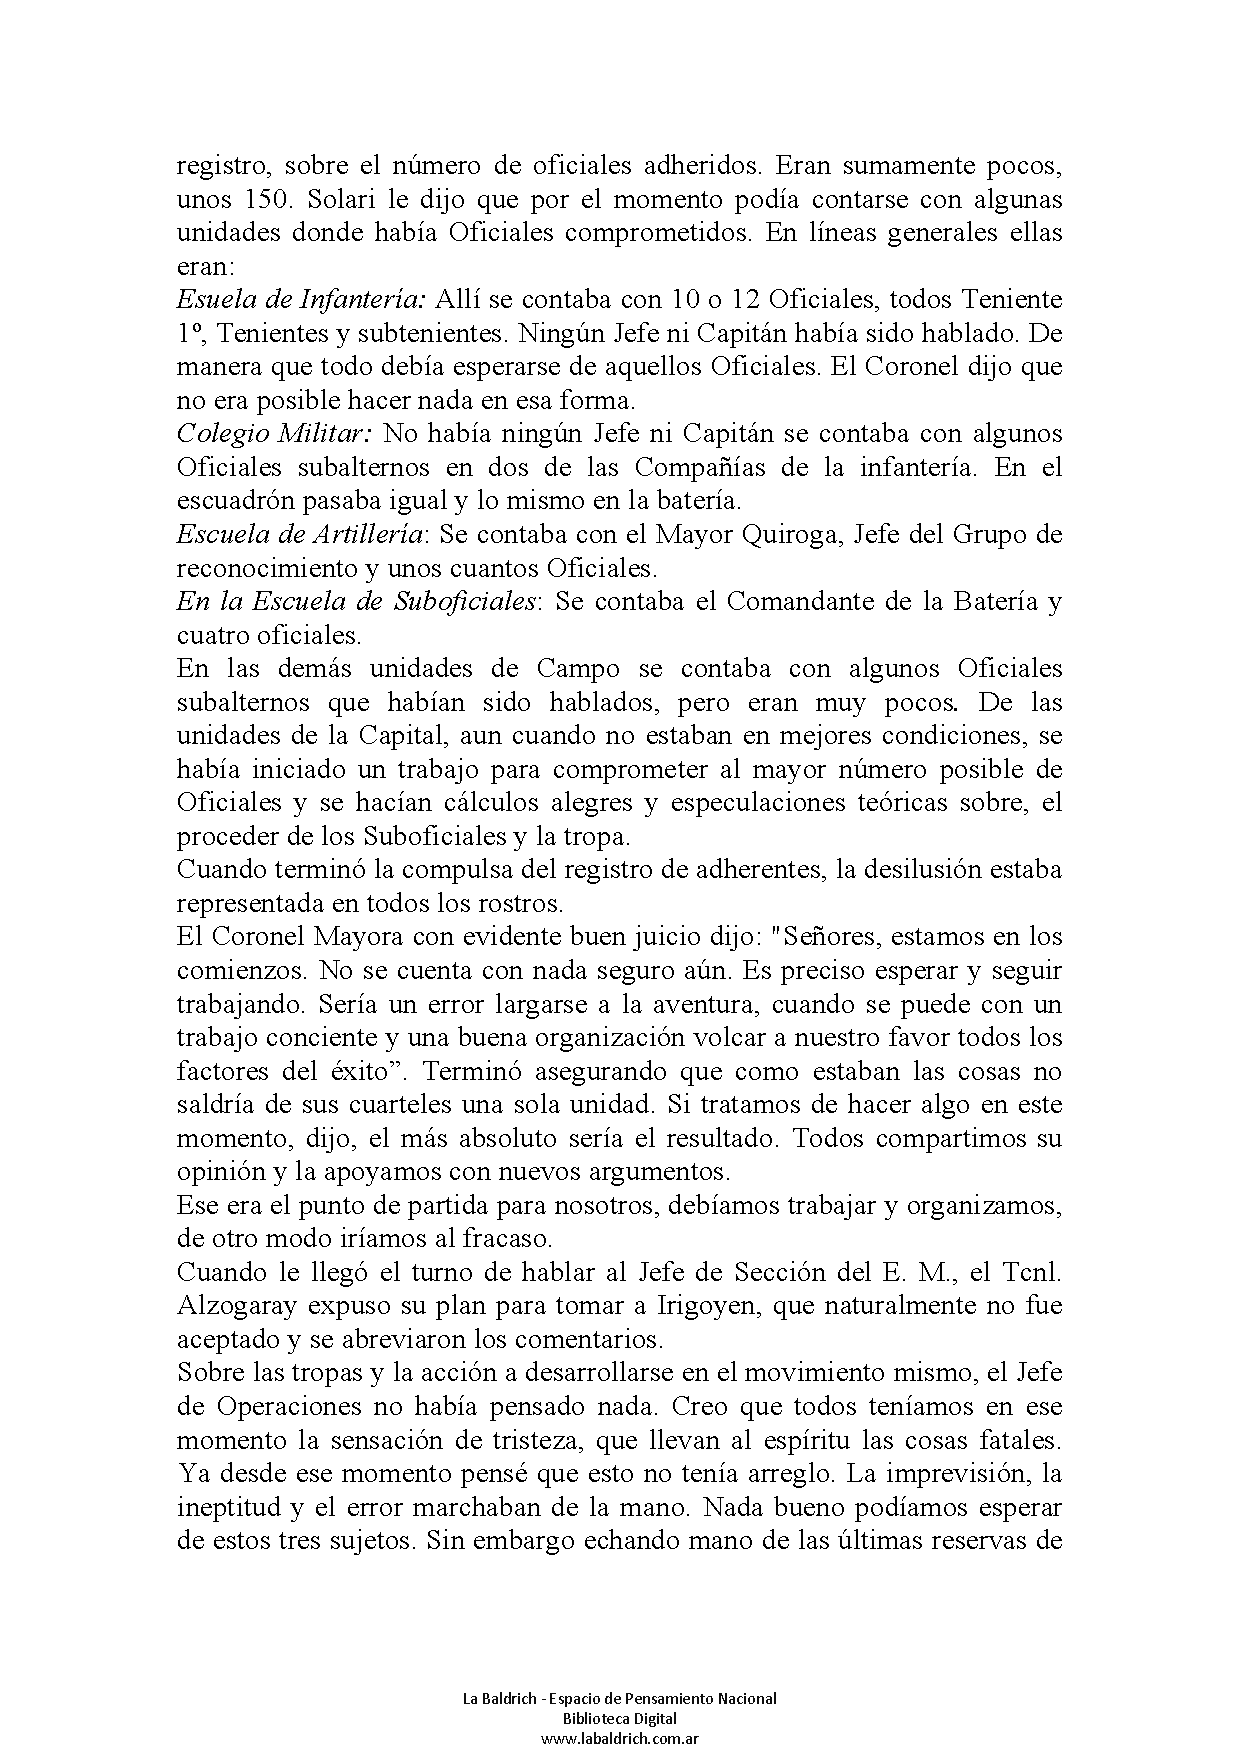 registro, sobre el número de oficiales adheridos. Eran sumamente pocos,
unos 150. Solari le dijo que por el momento podía contarse con algunas
unidades donde había Oficiales comprometidos. En líneas generales ellas
eran:
Esuela de Infantería: Allí se contaba con 10 o 12 Oficiales, todos Teniente
1º, Tenientes y subtenientes. Ningún Jefe ni Capitán había sido hablado. De
manera que todo debía esperarse de aquellos Oficiales. El Coronel dijo que
no era posible hacer nada en esa forma.
Colegio Militar: No había ningún Jefe ni Capitán se contaba con algunos
Oficiales subalternos en dos de las Compañías de la infantería. En el
escuadrón pasaba igual y lo mismo en la batería.
Escuela de Artillería: Se contaba con el Mayor Quiroga, Jefe del Grupo de
reconocimiento y unos cuantos Oficiales.
En la Escuela de Suboficiales: Se contaba el Comandante de la Batería y
cuatro oficiales.
En las demás unidades de Campo se contaba con algunos Oficiales
subalternos que habían sido hablados, pero eran muy pocos. De las
unidades de la Capital, aun cuando no estaban en mejores condiciones, se
había iniciado un trabajo para comprometer al mayor número posible de
Oficiales y se hacían cálculos alegres y especulaciones teóricas sobre, el
proceder de los Suboficiales y la tropa.
Cuando terminó la compulsa del registro de adherentes, la desilusión estaba
representada en todos los rostros.
El Coronel Mayora con evidente buen juicio dijo: "Señores, estamos en los
comienzos. No se cuenta con nada seguro aún. Es preciso esperar y seguir
trabajando. Sería un error largarse a la aventura, cuando se puede con un
trabajo conciente y una buena organización volcar a nuestro favor todos los
factores del éxito”. Terminó asegurando que como estaban las cosas no
saldría de sus cuarteles una sola unidad. Si tratamos de hacer algo en este
momento, dijo, el más absoluto sería el resultado. Todos compartimos su
opinión y la apoyamos con nuevos argumentos.
Ese era el punto de partida para nosotros, debíamos trabajar y organizamos,
de otro modo iríamos al fracaso.
Cuando le llegó el turno de hablar al Jefe de Sección del E. M., el Tcnl.
Alzogaray expuso su plan para tomar a Irigoyen, que naturalmente no fue
aceptado y se abreviaron los comentarios.
Sobre las tropas y la acción a desarrollarse en el movimiento mismo, el Jefe
de Operaciones no había pensado nada. Creo que todos teníamos en ese
momento la sensación de tristeza, que llevan al espíritu las cosas fatales.
Ya desde ese momento pensé que esto no tenía arreglo. La imprevisión, la
ineptitud y el error marchaban de la mano. Nada bueno podíamos esperar
de estos tres sujetos. Sin embargo echando mano de las últimas reservas de
La Baldrich - Espacio de Pensamiento Nacional
Biblioteca Digital
www.labaldrich.com.ar